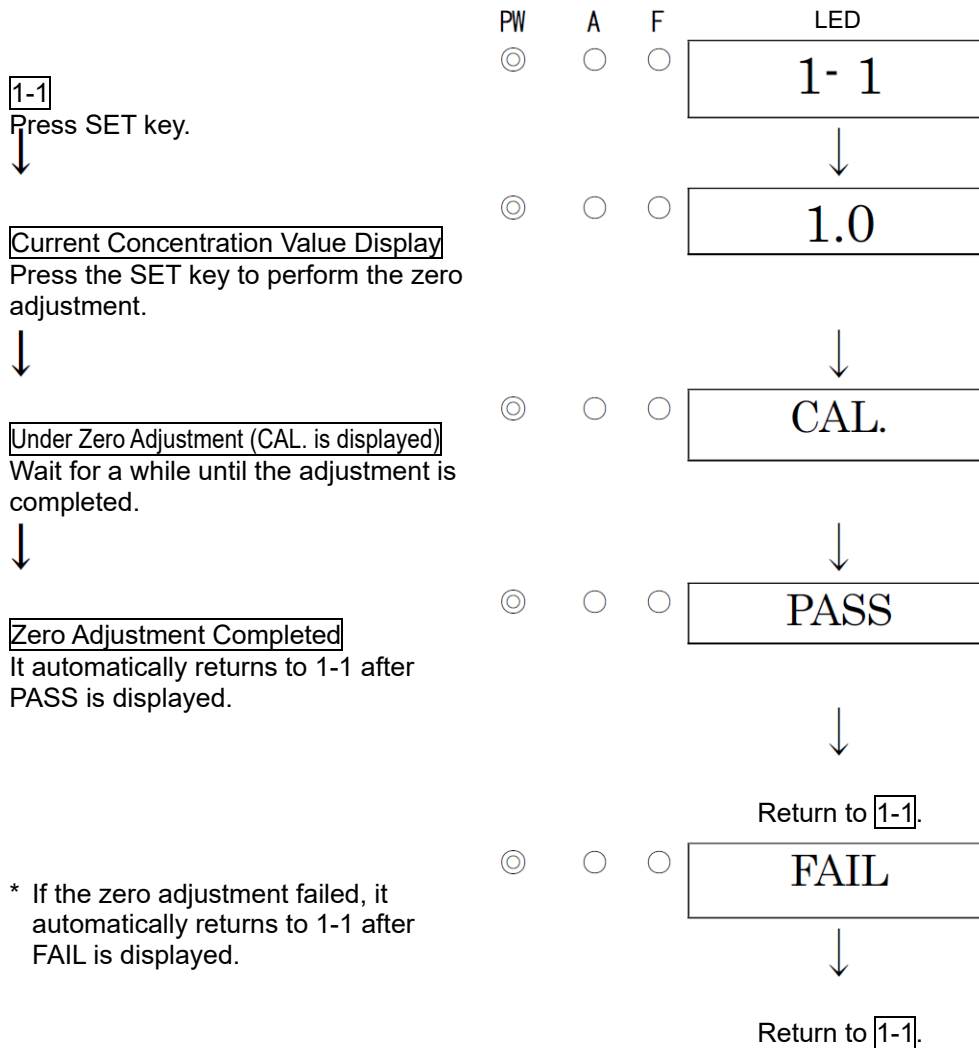 PW A F LED
1- 1
1-1
Press SET key.
↓ ↓
1.0
Current Concentration Value Display
Press the SET key to perform the zero
adjustment.
↓ ↓
CAL.
Under Zero Adjustment (CAL. is displayed)
Wait for a while until the adjustment is
completed.
↓ ↓
PASS
Zero Adjustment Completed
It automatically returns to 1-1 after
PASS is displayed.
↓
Return to 1-1.
FAIL
* If the zero adjustment failed, it
automatically returns to 1-1 after
FAIL is displayed.
↓
Return to 1-1.